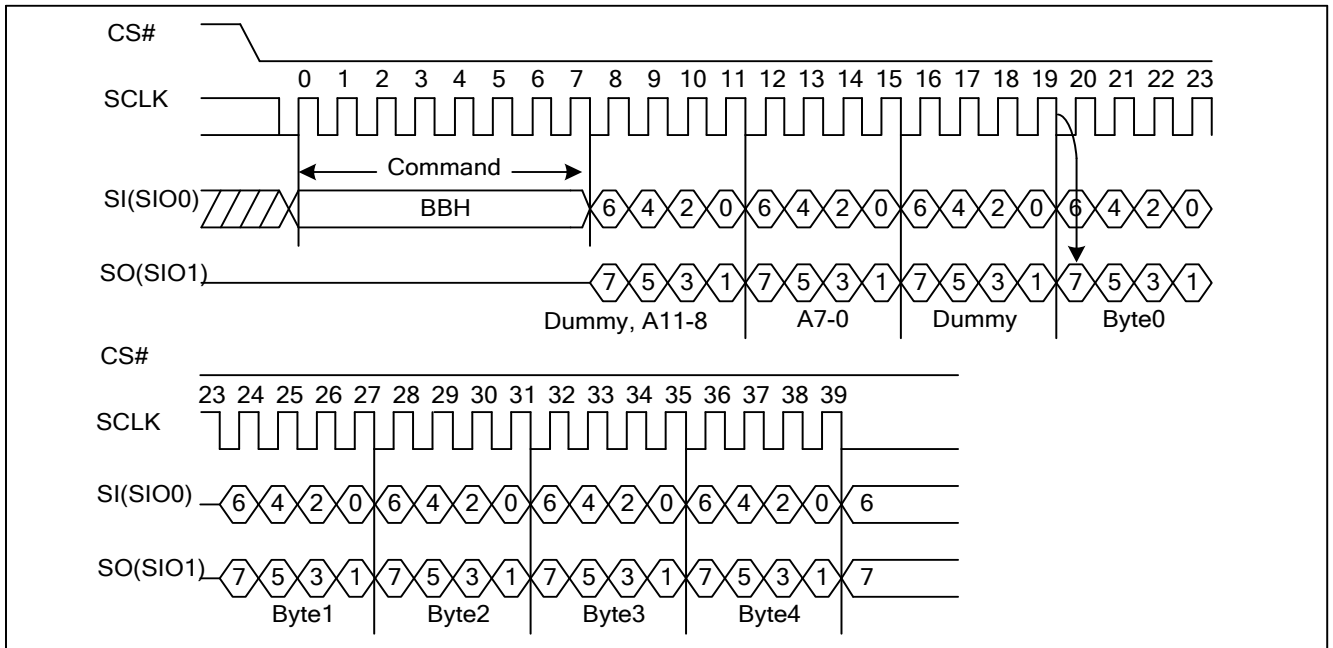 CS#
0 1 2 3 4 5 6 7 8 9 10 11 12 13 14 15 16 17 18 19 20 21 22 23
SCLK
Command
SI(SIO0) BBH 6 4 2 0 6 4 2 0 6 4 2 0 6 4 2 0
SO(SIO1) 7 5 3 1 7 5 3 1 7 5 3 1 7 5 3 1
Dummy, A11-8 A7-0 Dummy Byte0
CS#
23 24 25 26 27 28 29 30 31 32 33 34 35 36 37 38 39
SCLK
SI(SIO0) 6 4 2 0 6 4 2 0 6 4 2 0 6 4 2 0 6
SO(SIO1) 7 5 3 1 7 5 3 1 7 5 3 1 7 5 3 1 7
Byte1 Byte2 Byte3 Byte4